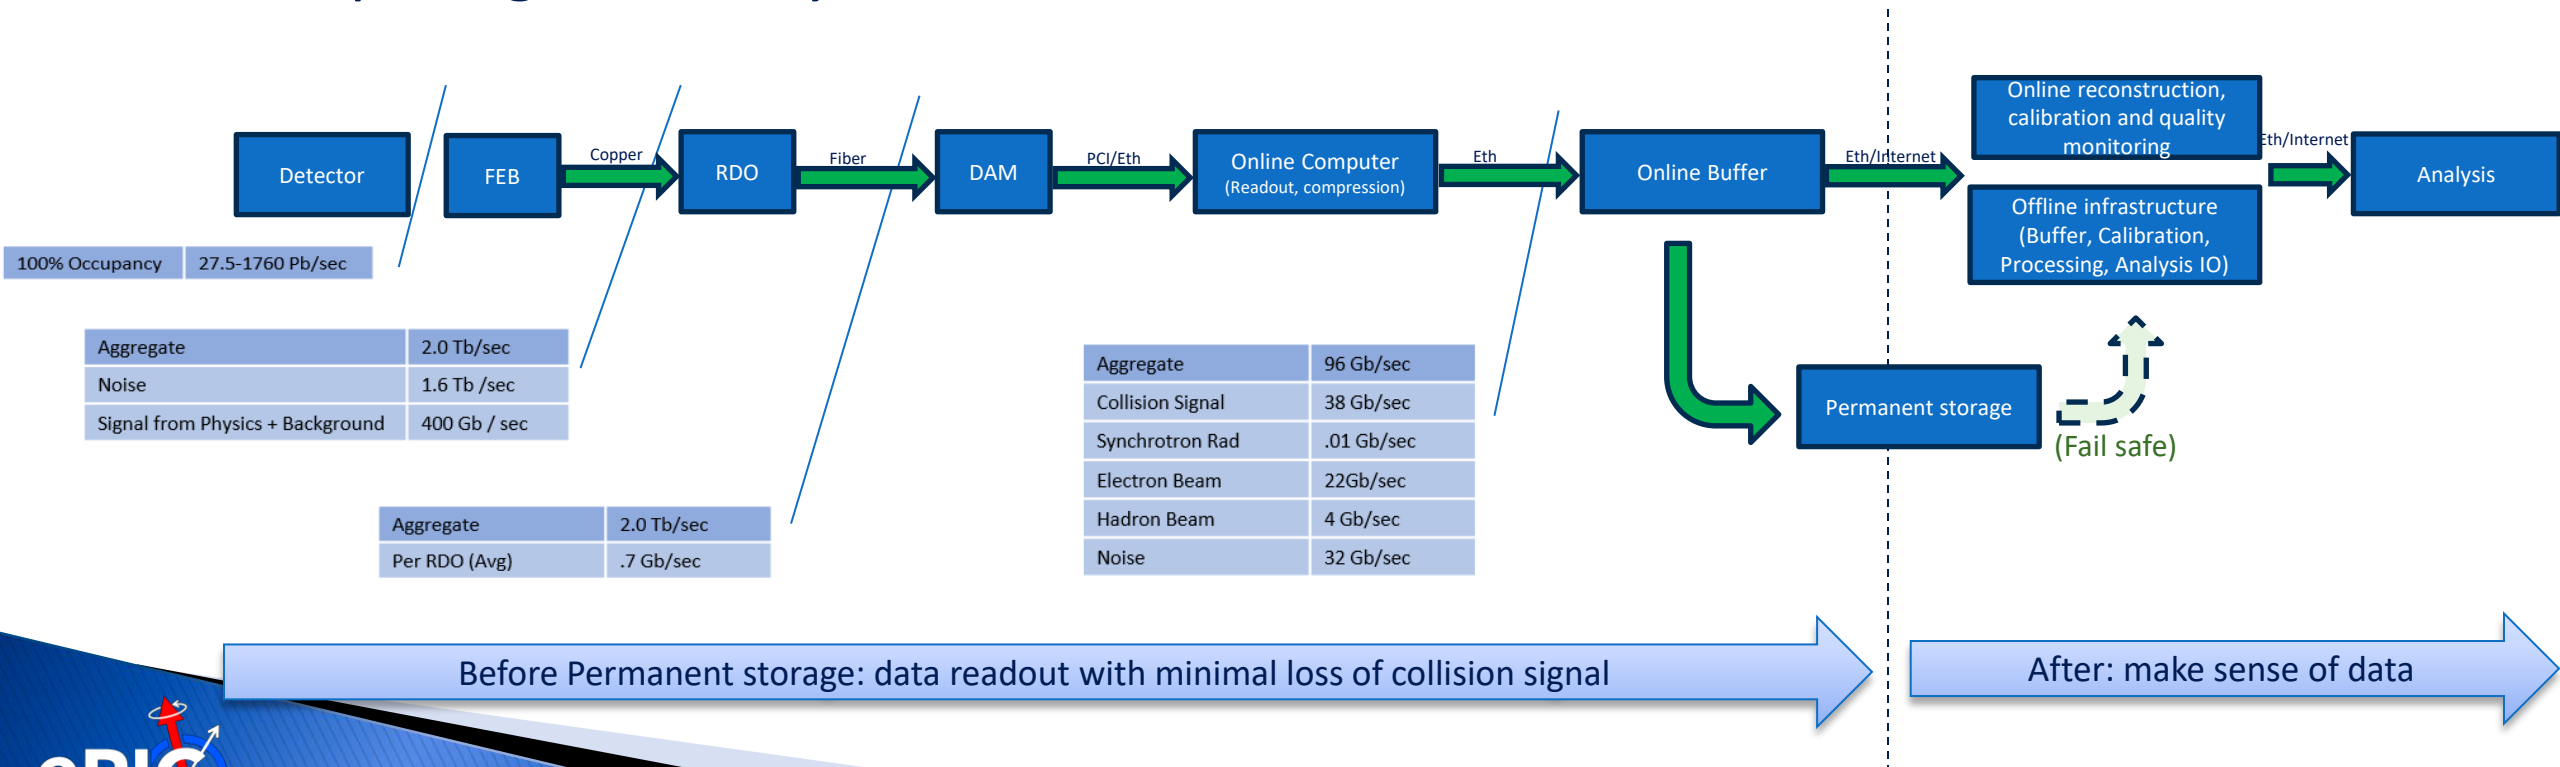 Detector
FEB
Copper
RDO
Fiber
DAM
PCI/Eth
Online Computer
(Readout, compression)
Eth
Online Buffer
Eth/Internet
Online reconstruction,
calibration and quality
monitoring
Offline infrastructure
(Buffer, Calibration,
Processing, Analysis IO)
Eth/Internet
Analysis
100% Occupancy 27.5-1760 Pb/sec
Aggregate 2.0 Tb/sec
Noise 1.6 Tb /sec
Signal from Physics + Background 400 Gb / sec
Aggregate 2.0 Tb/sec
Per RDO (Avg) .7 Gb/sec
Aggregate 96 Gb/sec
Collision Signal 38 Gb/sec
Synchrotron Rad .01 Gb/sec
Electron Beam 22Gb/sec
Hadron Beam 4 Gb/sec
Noise 32 Gb/sec
Permanent storage
(Fail safe)
Before Permanent storage: data readout with minimal loss of collision signal
After: make sense of data
ePIC